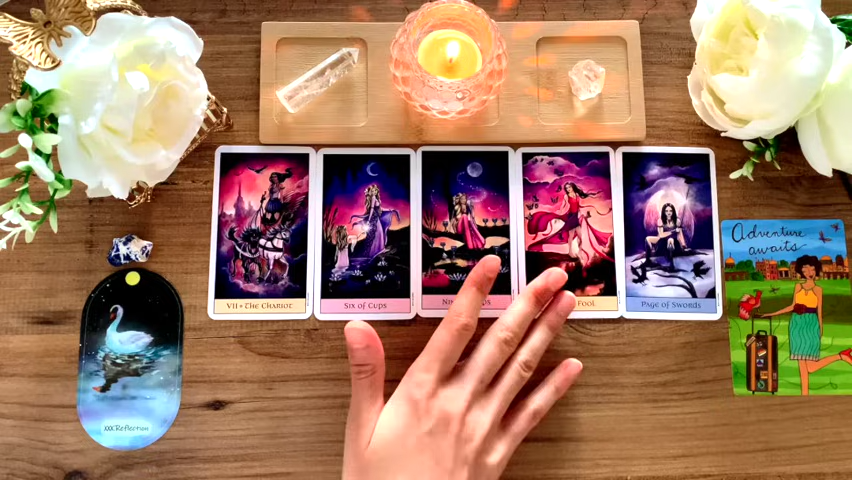 VII • The Chariot
Six of Cups
Fool
Page of Swords
Adventure
awaits
XXX Reflection